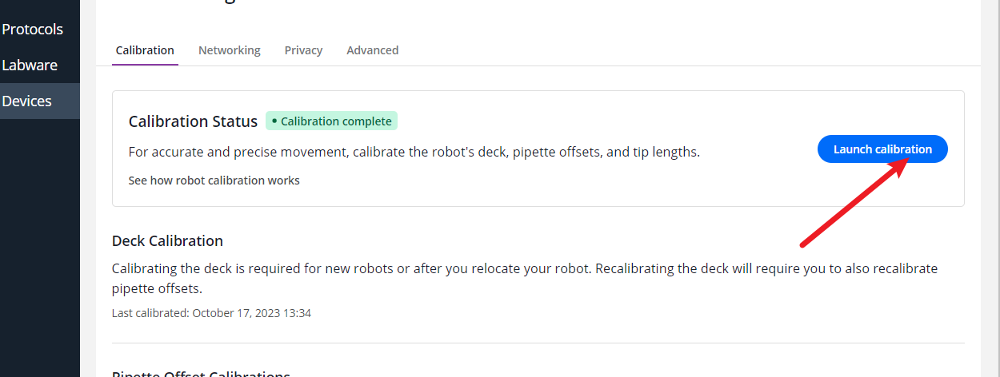 Protocols
Labware
Devices
Calibration Networking Privacy Advanced
Calibration Status • Calibration complete
For accurate and precise movement, calibrate the robot's deck, pipette offsets, and tip lengths.
Launch calibration
See how robot calibration works
Deck Calibration
Calibrating the deck is required for new robots or after you relocate your robot. Recalibrating the deck will require you to also recalibrate
pipette offsets.
Last calibrated: October 17, 2023 13:34
Pipette Offset Calibrations